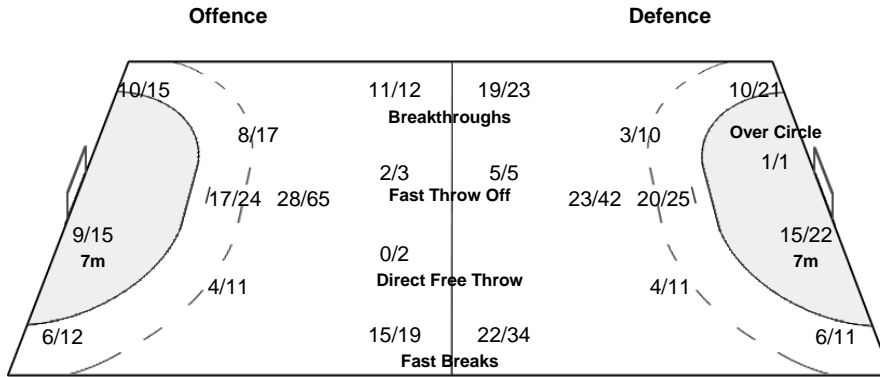 Offence Defence
10/15 11/12 19/23 10/21
Breakthroughs
8/17 3/10 Over Circle
1/1
2/3 5/5
Fast Throw Off
17/24 28/65 23/42 20/25
9/15 15/22
7m 7m
0/2
Direct Free Throw
4/11 4/11
6/12 15/19 22/34 6/11
Fast Breaks